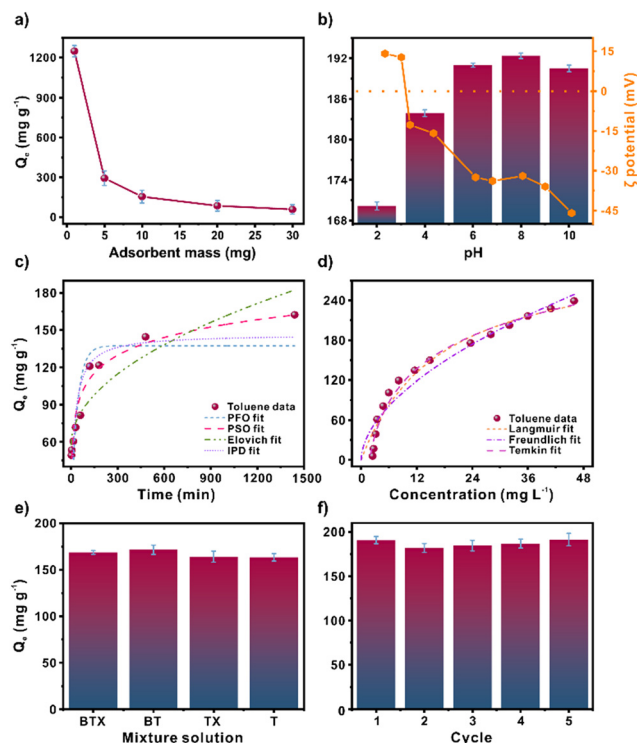 a)
1200
900
600
300
0
Qe (mg g-1)
1 5 10 15 20 25 30
Adsorbent mass (mg)
b)
192
186
180
174
168
15
0
-15
-30
-45
ζ potential (mV)
2 4 6 8 10
pH
c)
180
150
120
90
60
Qe (mg g-1)
Toluene data
PFO fit
PSO fit
Elovich fit
IPD fit
0 300 600 900 1200 1500
Time (min)
d)
240
180
120
60
0
Toluene data
Langmuir fit
Freundlich fit
Temkin fit
0 12 24 36 48
Concentration (mg L-1)
e)
200
150
100
50
0
Qe (mg g-1)
BTX BT TX T
Mixture solution
f)
200
150
100
50
0
1 2 3 4 5
Cycle